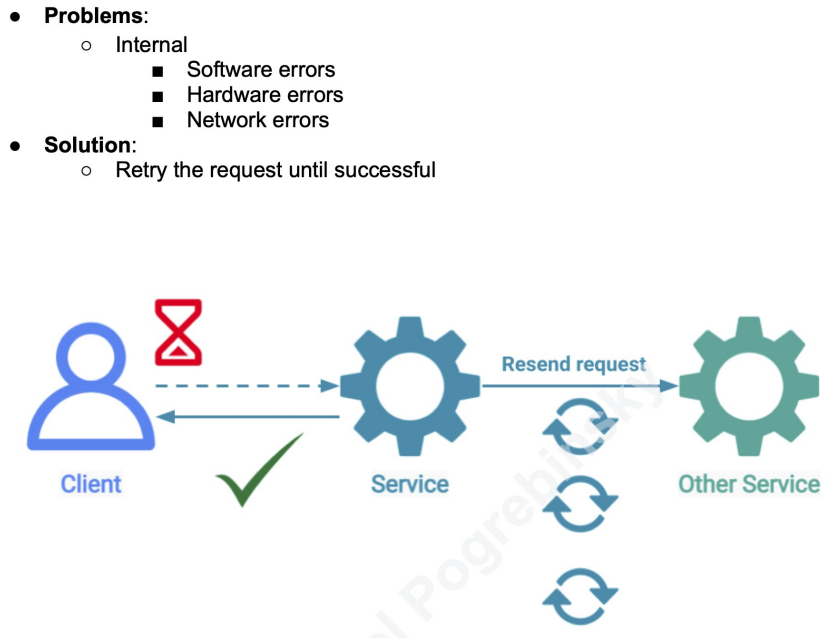 ● Problems:
○ Internal
■ Software errors
■ Hardware errors
■ Network errors
● Solution:
○ Retry the request until successful
Resend request
Client
Service
Other Service
el Pogrebinsky